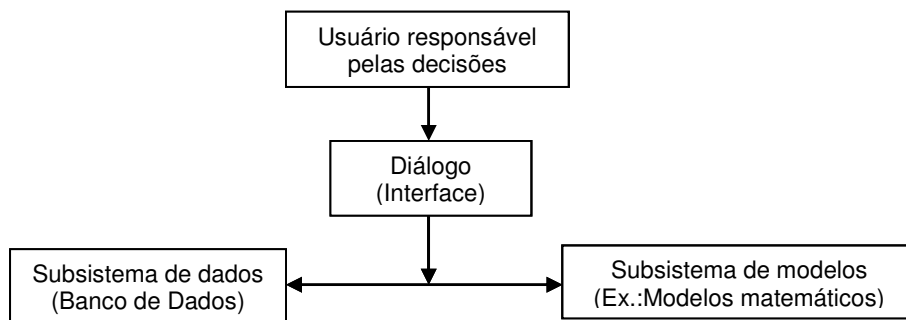 Usuário responsável
pelas decisões
Diálogo
(Interface)
Subsistema de dados
(Banco de Dados)
Subsistema de modelos
(Ex.:Modelos matemáticos)